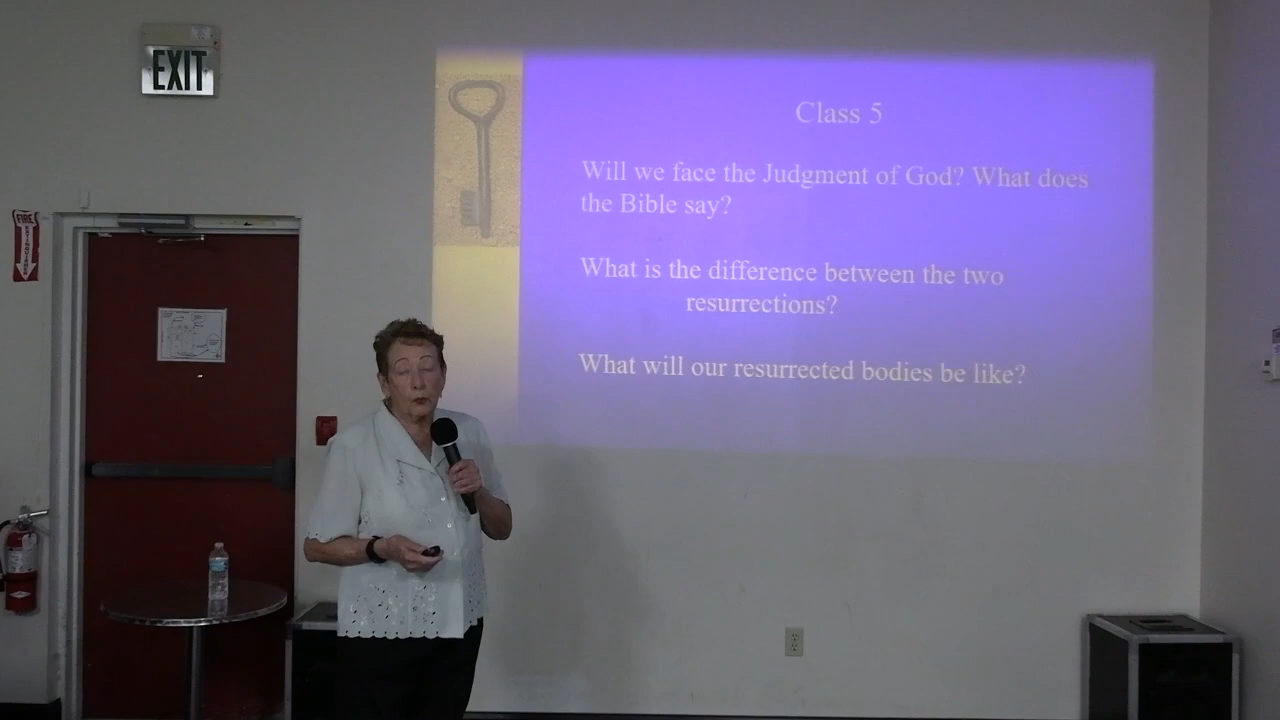 EXIT
Class 5
Will we face the Judgment of God? What does
the Bible say?
What is the difference between the two
resurrections?
What will our resurrected bodies be like?
FIRE